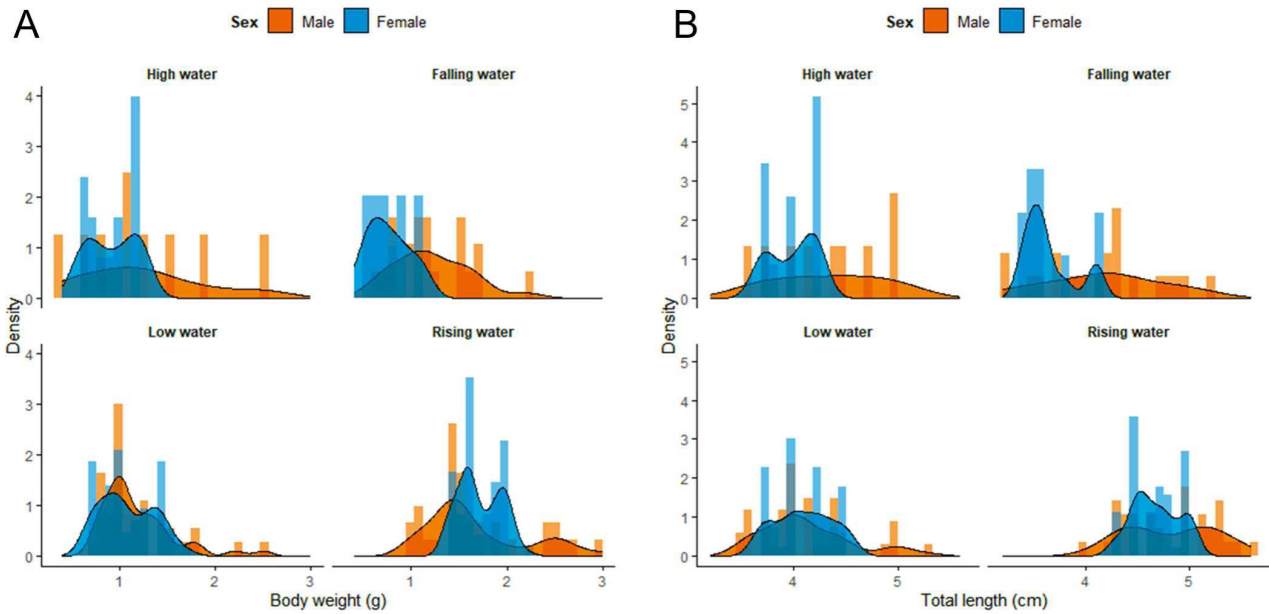 A
Sex Male Female
High water
Falling water
4
3
2
1
0
Low water
Rising water
4
3
2
1
0
1 2 3 1 2 3
Density
Body weight (g)
B
Sex Male Female
High water
Falling water
5
4
3
2
1
0
Low water
Rising water
5
4
3
2
1
0
4 5 4 5
Density
Total length (cm)